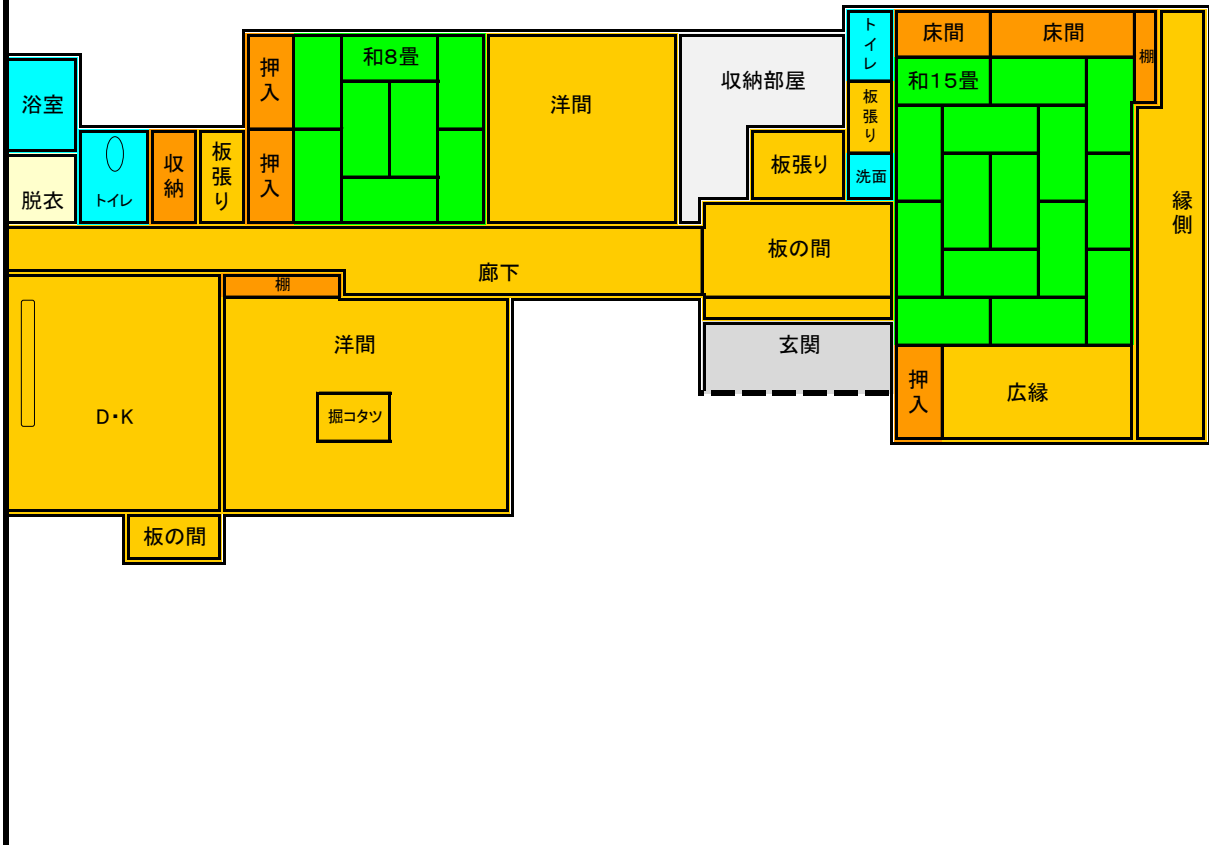 トイレ
床間
床間
棚
和8畳
押入
洋間
収納部屋
和15畳
浴室
板張り
収納
板張り
押入
板張り
洗面
脱衣
トイレ
縁側
板の間
廊下
棚
洋間
玄関
押入
広縁
D・K
掘コタツ
板の間